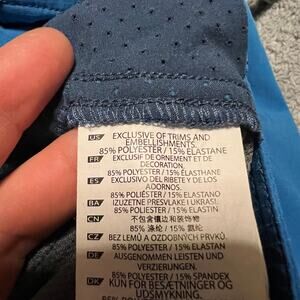 US EXCLUSIVE OF TRIMS AND
EMBELLISHMENTS.
85% POLYESTER / 15% ELASTANE
FR EXCLUSIF DE ORNEMENT ET DE
DECORATION.
85% POLYESTER / 15% ELASTHANE
ES EXCLUSIVO DEL RIBETE Y DE LOS
ADORNOS.
85% POLIÉSTER / 15% ELASTANO
BA IZUZETNE PRESVLAKE I UKRASI.
85% POLIESTER / 15% ELASTIN
CN 不包含镶边和装饰物
85% 涤纶 / 15% 氨纶
CZ BEZ LEMŮ A OZDOBNÝCH PRVKŮ.
85% POLYESTER / 15% ELASTAN
DE AUSGENOMMEN LEISTEN UND
VERZIERUNGEN.
85% POLYESTER / 15% SPANDEX
DK KUN FOR BESÆTNINGER OG
UDSMYKNING.